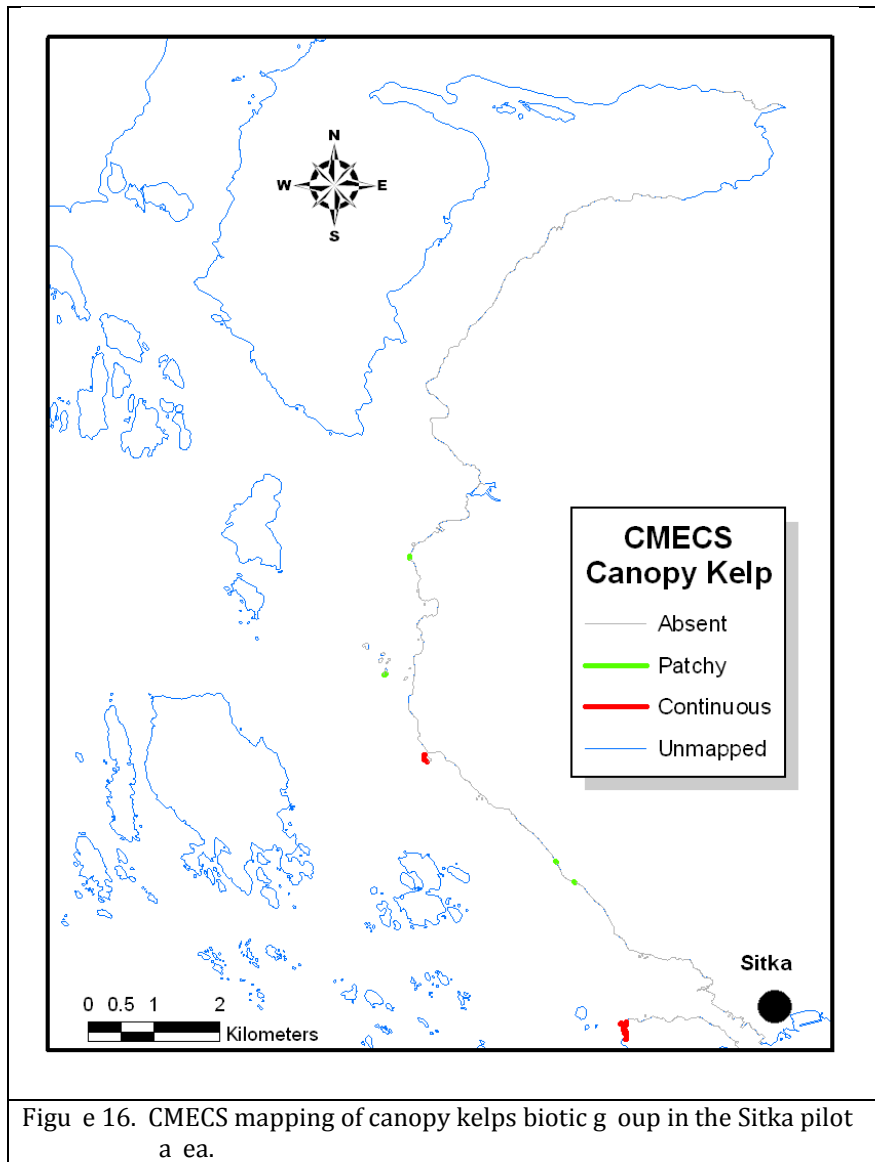 N
W E
S
CMECS
Canopy Kelp
Absent
Patchy
Continuous
Unmapped
Sitka
0 0.5 1 2
Kilometers
Figu e 16. CMECS mapping of canopy kelps biotic g oup in the Sitka pilot
a ea.